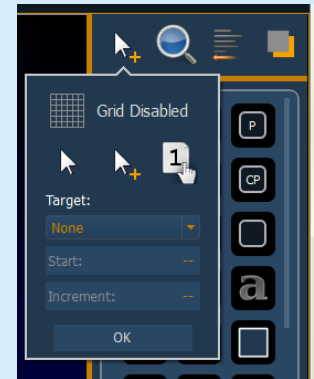 Grid Disabled
P
1
CP
Target:
None
Start: --
a
Increment: --
OK